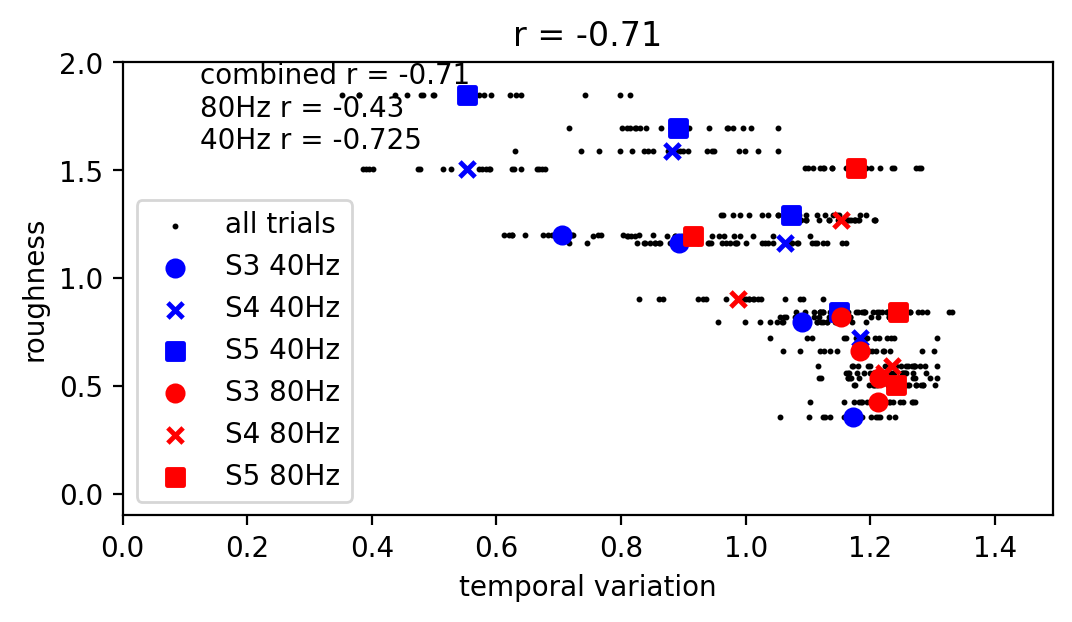 r = -0.71
combined r = -0.71
80Hz r = -0.43
40Hz r = -0.725
2.0
1.5
1.0
0.5
0.0
roughness
all trials
S3 40Hz
S4 40Hz
S5 40Hz
S3 80Hz
S4 80Hz
S5 80Hz
0.0 0.2 0.4 0.6 0.8 1.0 1.2 1.4
temporal variation